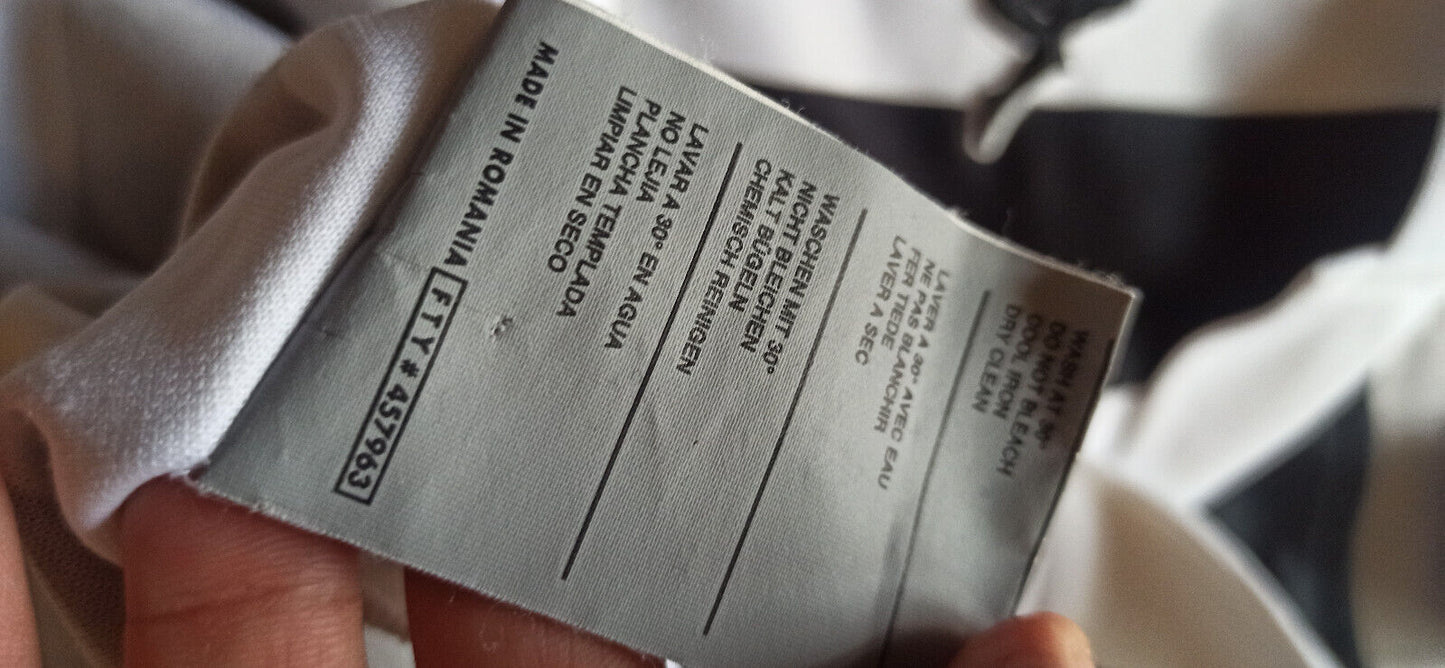 WASH AT 30°
DO NOT BLEACH
COOL IRON
DRY CLEAN
LAVER A 30° AVEC EAU
NE PAS BLANCHIR
FER TIEDE
LAVER A SEC
WASCHEN MIT 30°
NICHT BLEICHEN
KALT BÜGELN
CHEMISCH REINIGEN
LAVAR A 30° EN AGUA
NO LEJIA
PLANCHA TEMPLADA
LIMPIAR EN SECO
MADE IN ROMANIA FTY # 457963